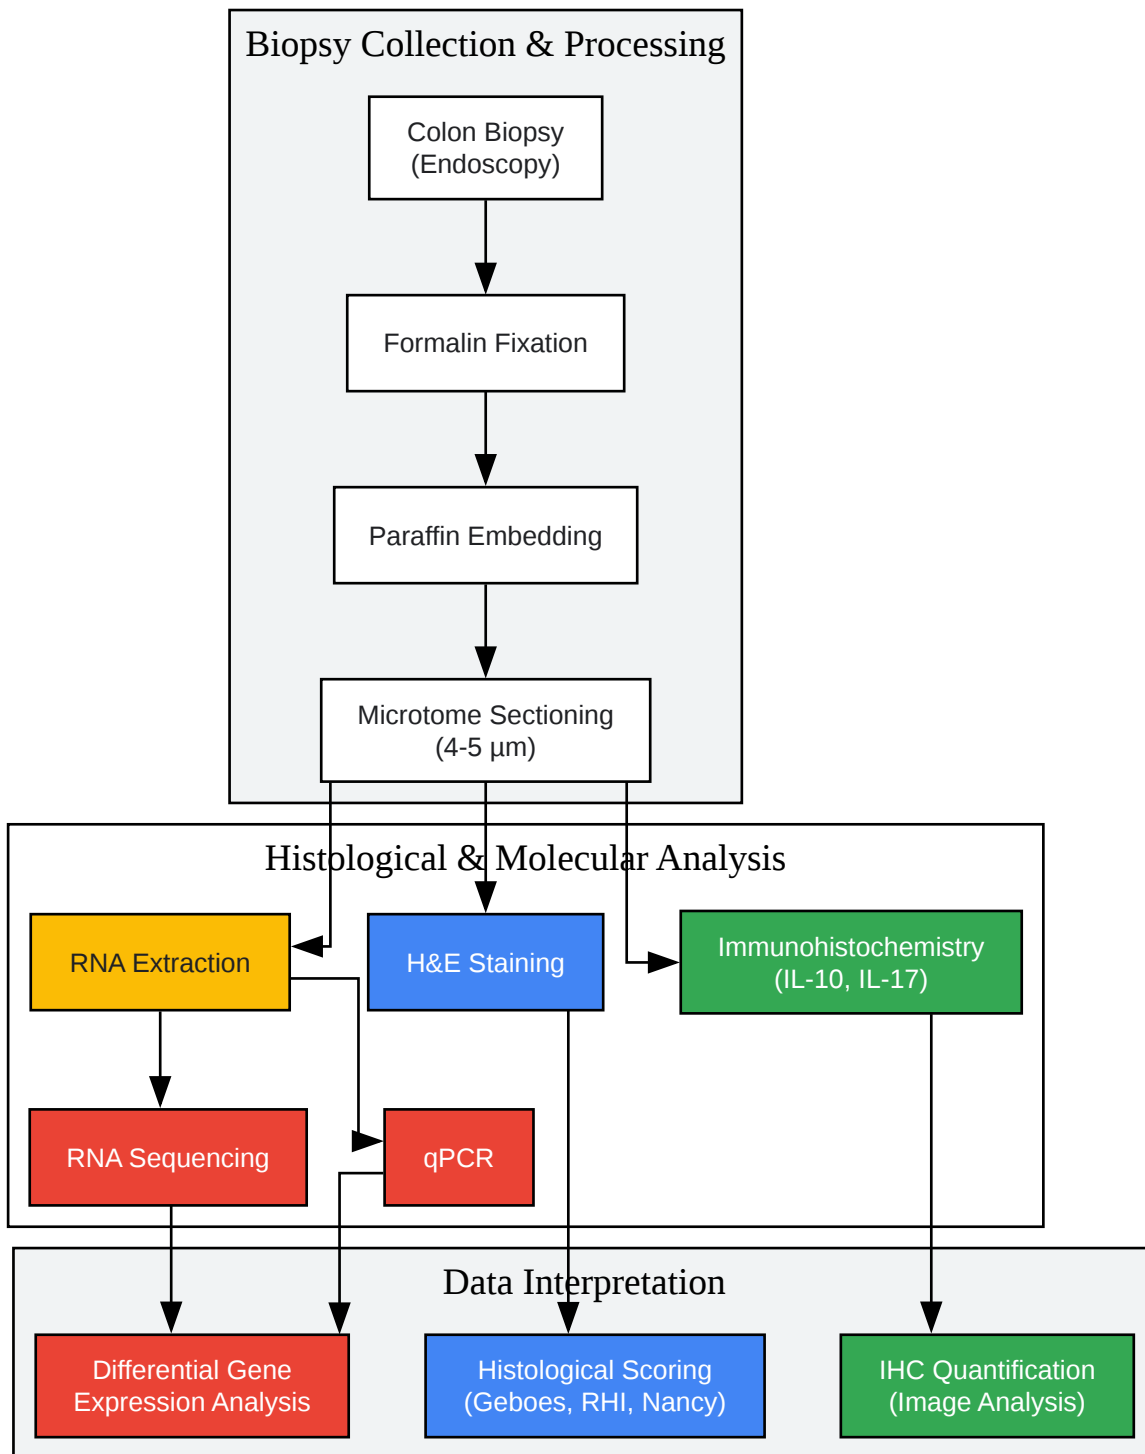 Biopsy Collection & Processing
Colon Biopsy
(Endoscopy)
Formalin Fixation
Paraffin Embedding
Microtome Sectioning
(4-5 µm)
Histological & Molecular Analysis
RNA Extraction
H&E Staining
Immunohistochemistry
(IL-10, IL-17)
RNA Sequencing
qPCR
Data Interpretation
Differential Gene
Expression Analysis
Histological Scoring
(Geboes, RHI, Nancy)
IHC Quantification
(Image Analysis)